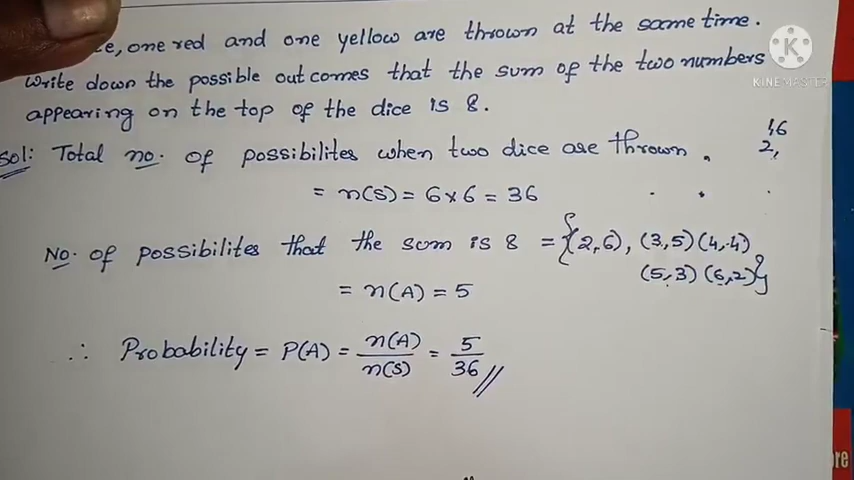 one red and one yellow are thrown at the same time.
write down the possible outcomes that the sum of the two numbers
appearing on the top of the dice is 8.
KINEMASTER
1,6
2,
Sol: Total no. of possibilites when two dice are thrown.
= n(S) = 6 x 6 = 36
No. of possibilites that the sum is 8 = {(2,6), (3,5) (4,4)
(5,3) (6,2)}
= n(A) = 5
∴ Probability = P(A) = n(A)/n(S) = 5/36 //